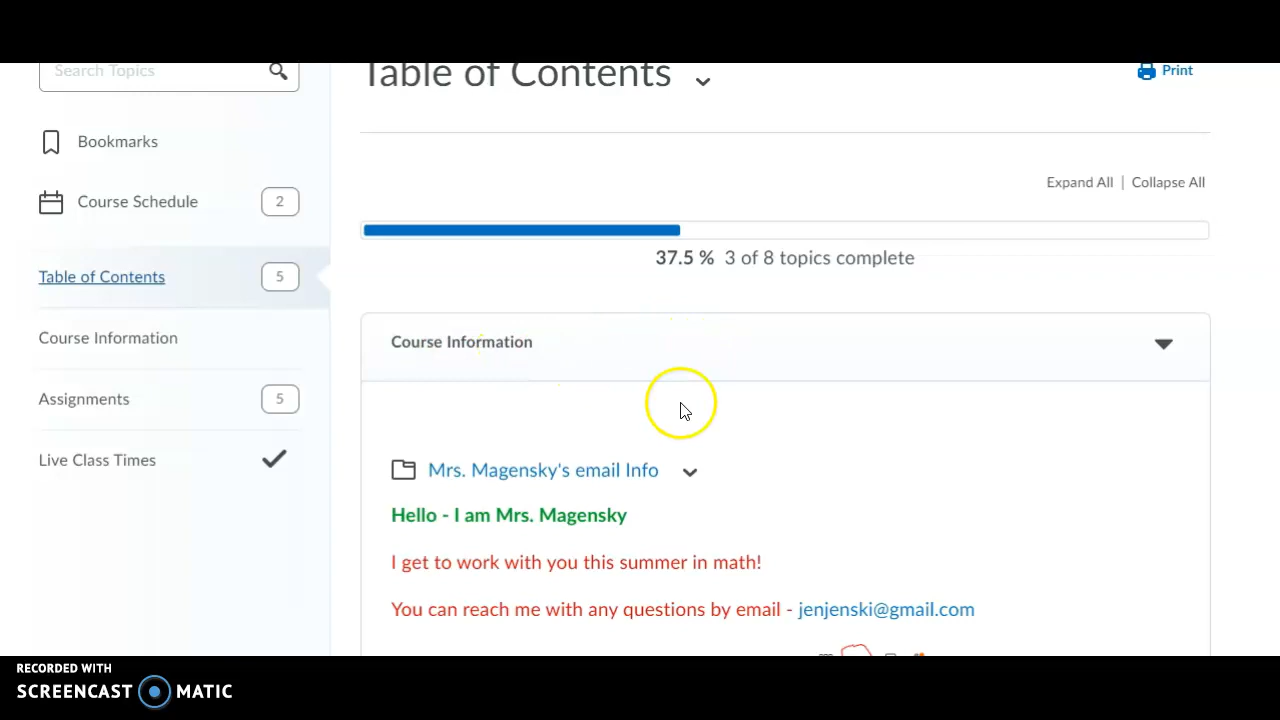 Search Topics
Table of Contents
Print
Bookmarks
Course Schedule 2
Expand All | Collapse All
Table of Contents 5
37.5 % 3 of 8 topics complete
Course Information
Course Information
Assignments 5
Live Class Times
Mrs. Magensky's email Info
Hello - I am Mrs. Magensky
I get to work with you this summer in math!
You can reach me with any questions by email - jenjenski@gmail.com
RECORDED WITH
SCREENCAST MATIC